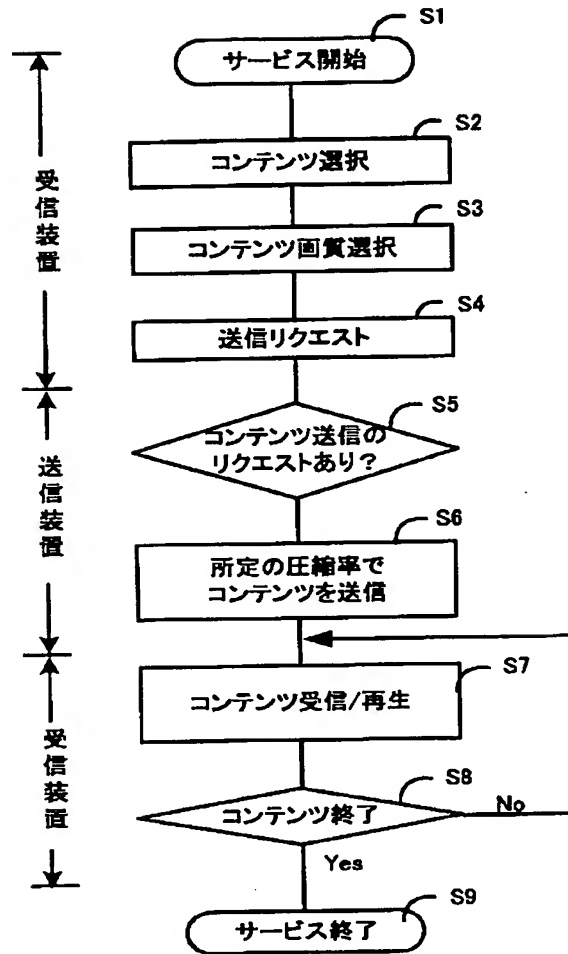 S1
サービス開始
S2
コンテンツ選択
S3
コンテンツ画質選択
S4
送信リクエスト
受信装置
S5
コンテンツ送信の
リクエストあり?
送信装置
S6
所定の圧縮率で
コンテンツを送信
S7
コンテンツ受信/再生
受信装置
S8
コンテンツ終了
No
Yes
S9
サービス終了